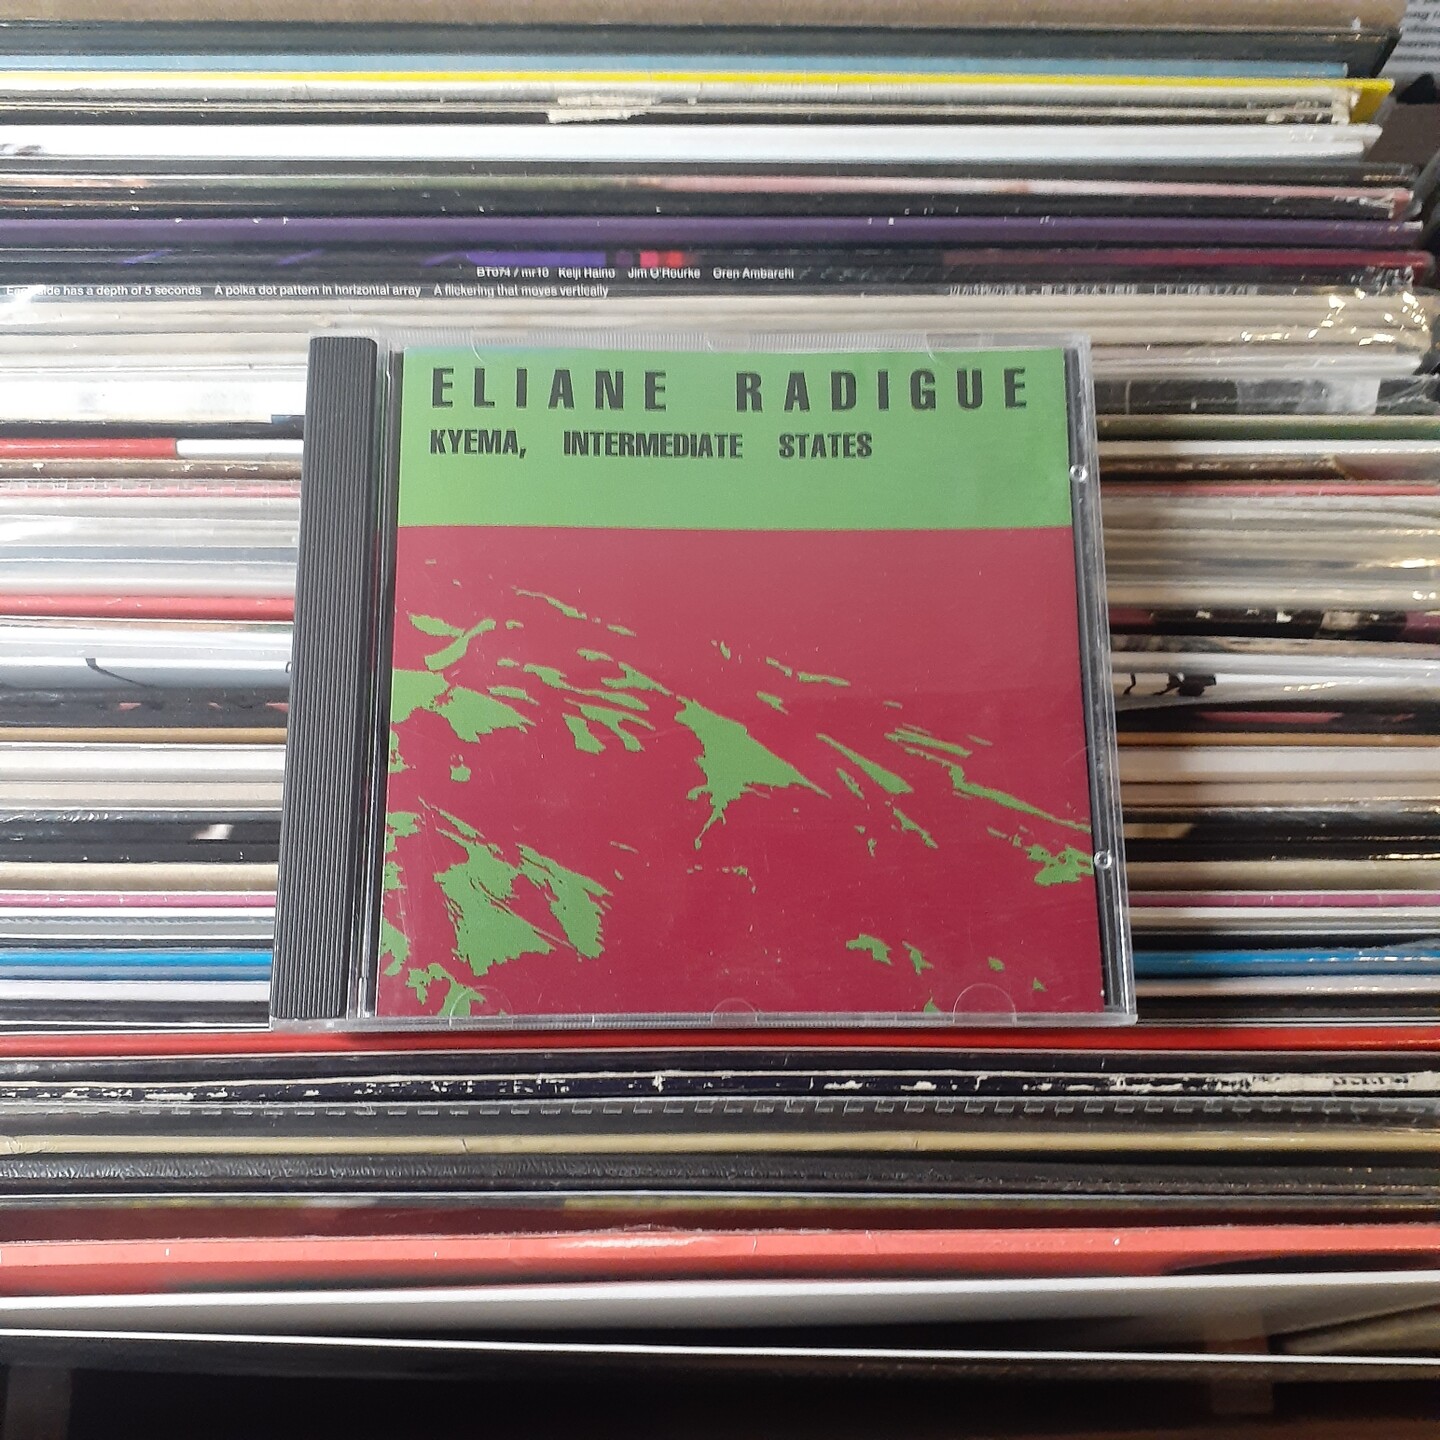 BT074 / mr10 Keiji Haino Jim O'Rourke Oren Ambarchi
side has a depth of 5 seconds A polka dot pattern in horizontal array A flickering that moves vertically
ELIANE RADIGUE
KYEMA, INTERMEDIATE STATES